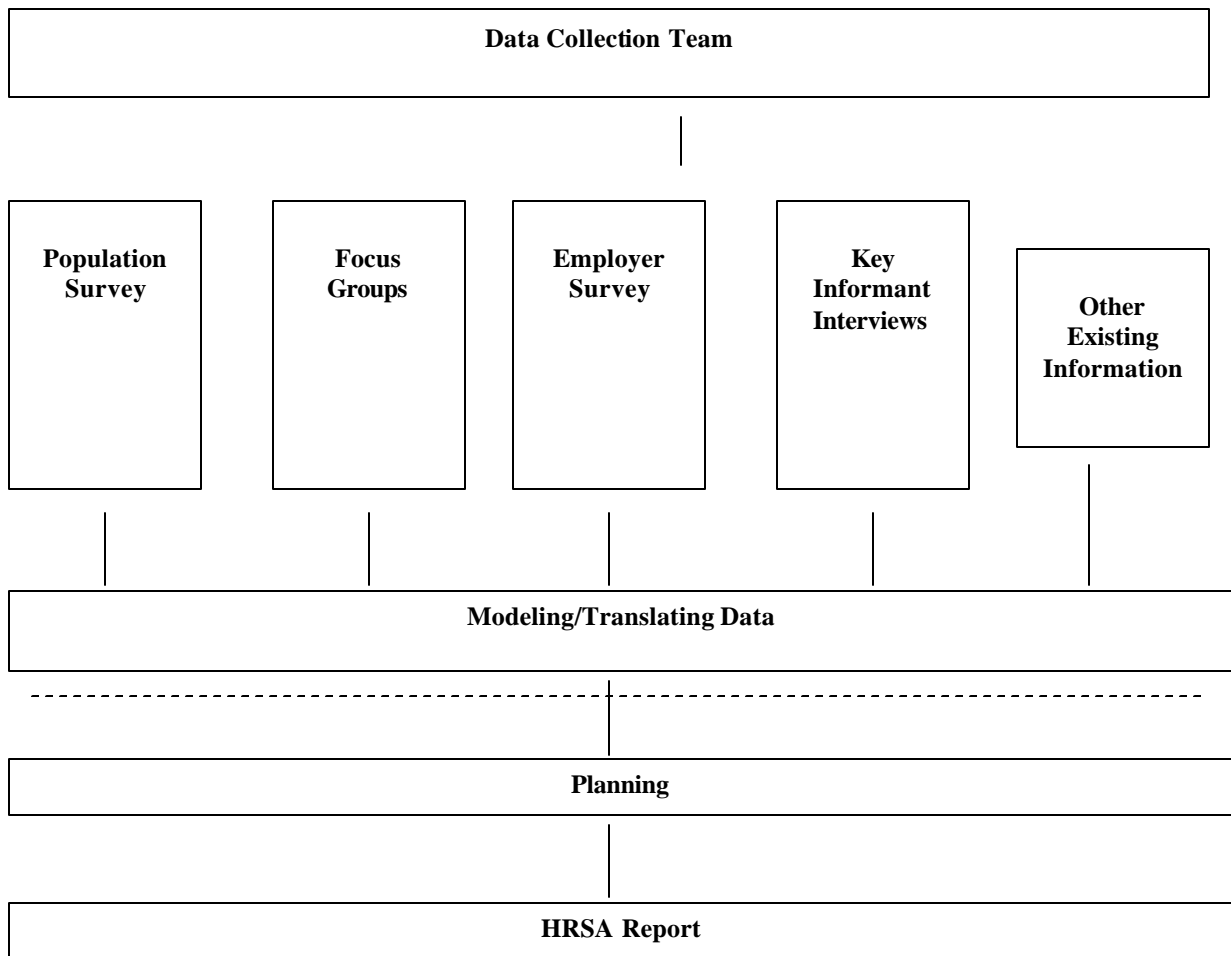 Data Collection Team
Population
Survey
Focus
Groups
Employer
Survey
Key
Informant
Interviews
Other
Existing
Information
Modeling/Translating Data
Planning
HRSA Report